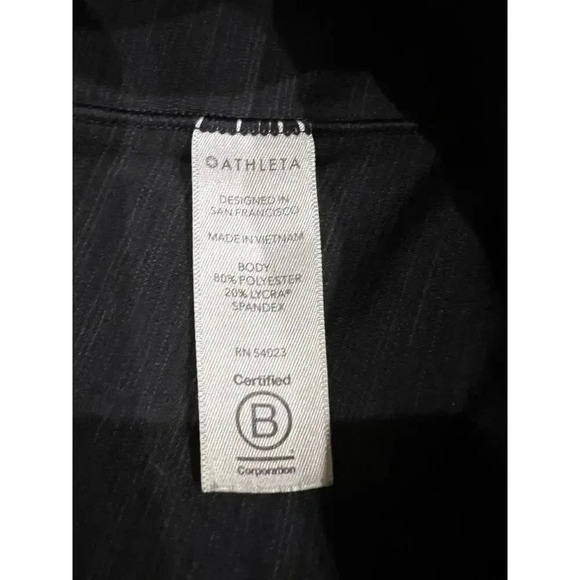 ATHLETA
DESIGNED IN
SAN FRANCISCO
MADE IN VIETNAM
BODY
80% POLYESTER
20% LYCRA®
SPANDEX
RN 54023
Certified
B
Corporation